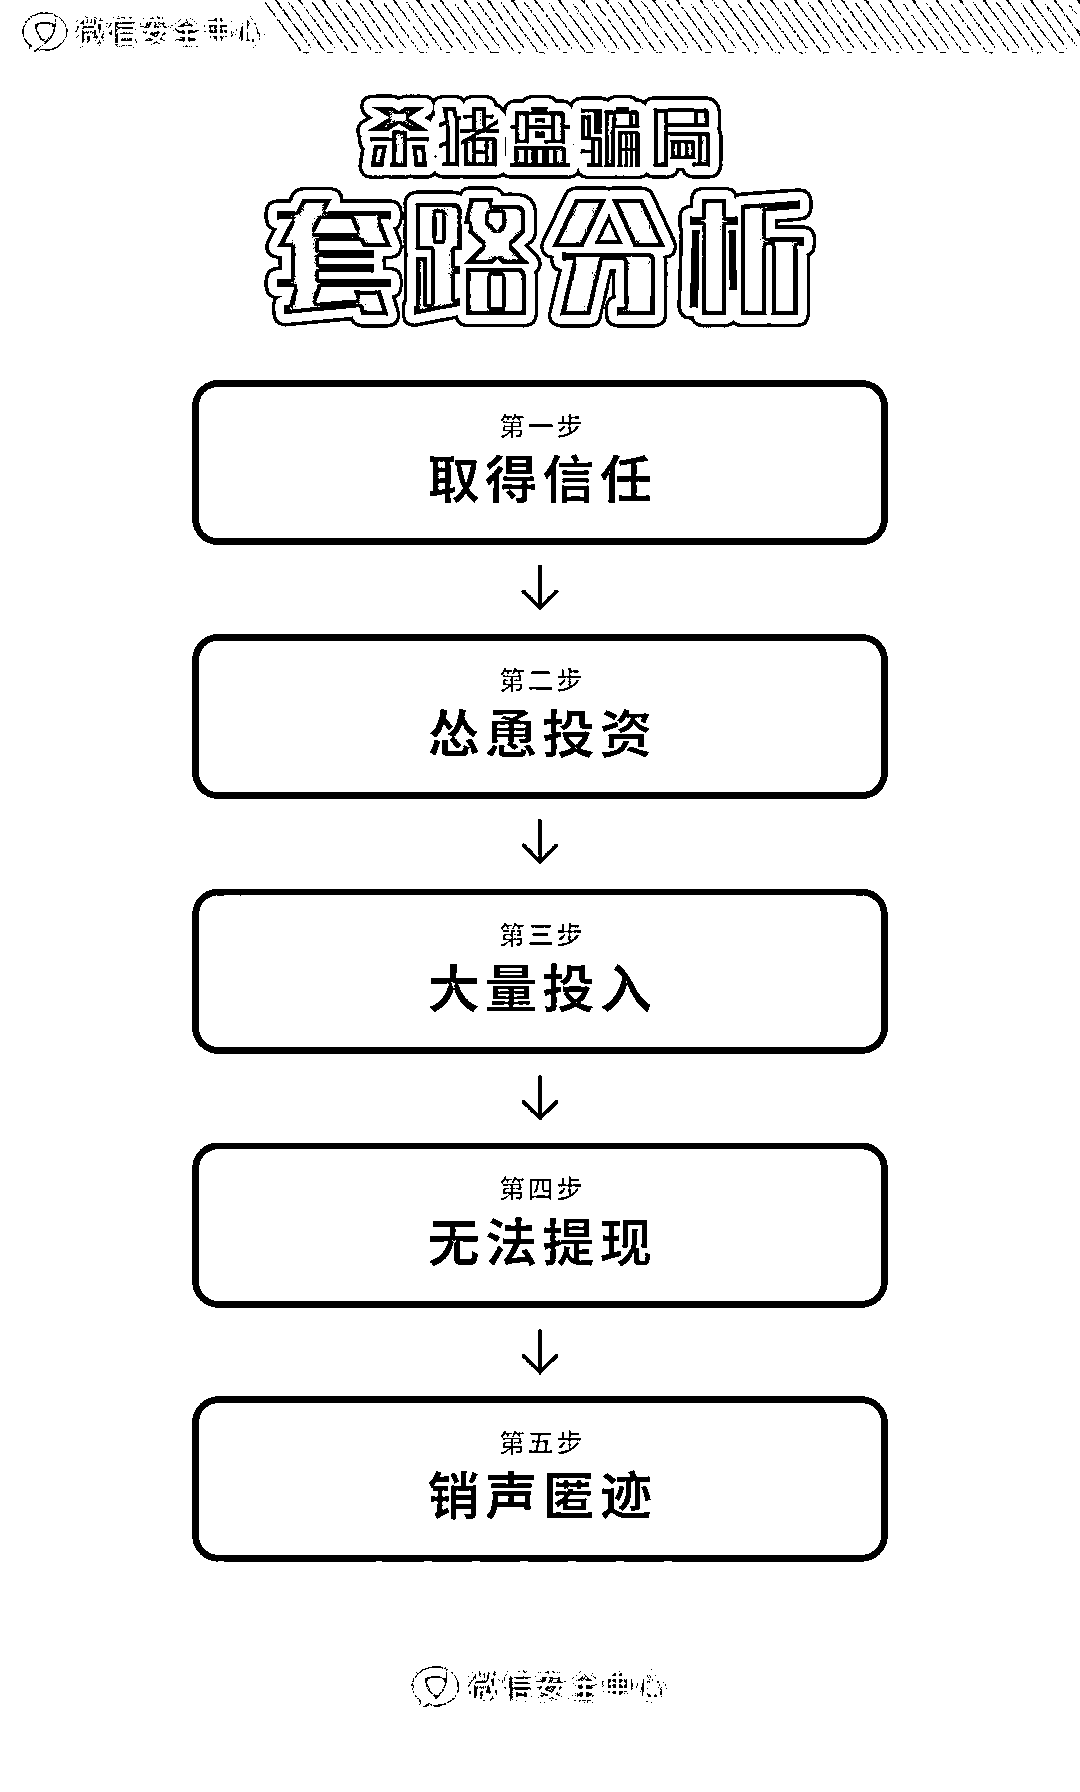 微信安全中心
杀猪盘骗局
套路分析
第一步
取得信任
第二步
怂恿投资
第三步
大量投入
第四步
无法提现
第五步
销声匿迹
微信安全中心